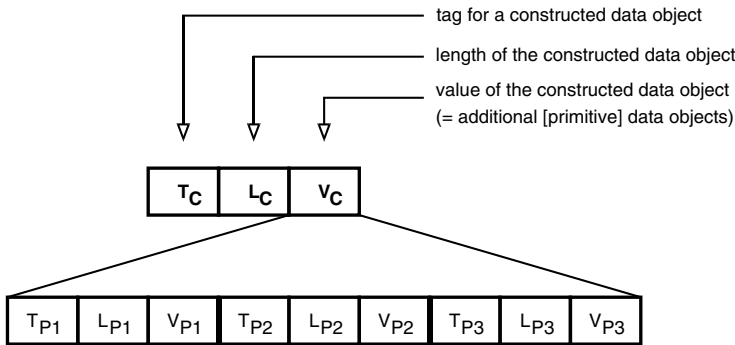 tag for a constructed data object
length of the constructed data object
value of the constructed data object
(= additional [primitive] data objects)
TC LC VC
TP1 LP1 VP1 TP2 LP2 VP2 TP3 LP3 VP3